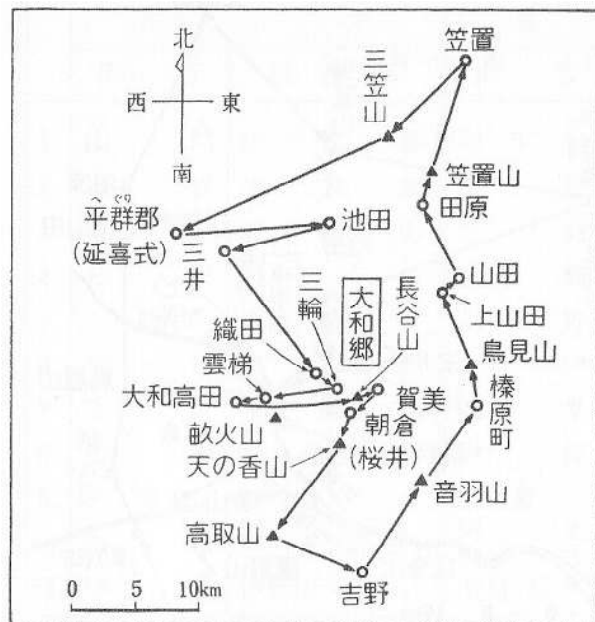 北
西
東
南
笠置
三笠山
笠置山
田原
へぐり
平群郡
(延喜式)
池田
三井
山田
上山田
三輪
大和郷
長谷山
織田
雲梯
鳥見山
大和高田
賀美
榛原町
畝火山
朝倉
(桜井)
天の香山
音羽山
高取山
吉野
0 5 10km